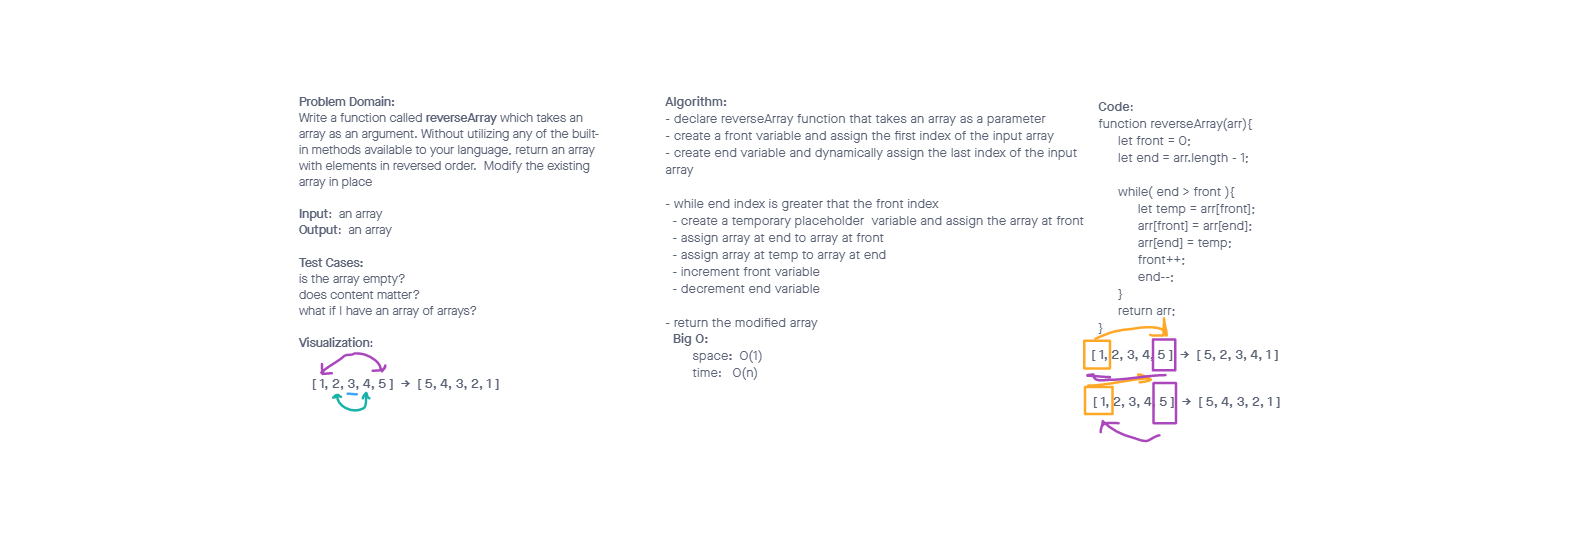 Problem Domain:
Write a function called reverseArray which takes an
array as an argument. Without utilizing any of the built-
in methods available to your language, return an array
with elements in reversed order.  Modify the existing
array in place
Input:  an array
Output:  an array
Test Cases:
is the array empty?
does content matter?
what if I have an array of arrays?
Visualization:
[ 1, 2, 3, 4, 5 ] → [ 5, 4, 3, 2, 1 ]
Algorithm:
- declare reverseArray function that takes an array as a parameter
- create a front variable and assign the first index of the input array
- create end variable and dynamically assign the last index of the input
array
- while end index is greater that the front index
- create a temporary placeholder  variable and assign the array at front
- assign array at end to array at front
- assign array at temp to array at end
- increment front variable
- decrement end variable
- return the modified array
Big O:
space:  O(1)
time:   O(n)
Code:
function reverseArray(arr){
let front = 0;
let end = arr.length - 1;
while( end > front ){
let temp = arr[front];
arr[front] = arr[end];
arr[end] = temp;
front++;
end--;
}
return arr;
}
[ 1, 2, 3, 4, 5 ] → [ 5, 2, 3, 4, 1 ]
[ 1, 2, 3, 4, 5 ] → [ 5, 4, 3, 2, 1 ]